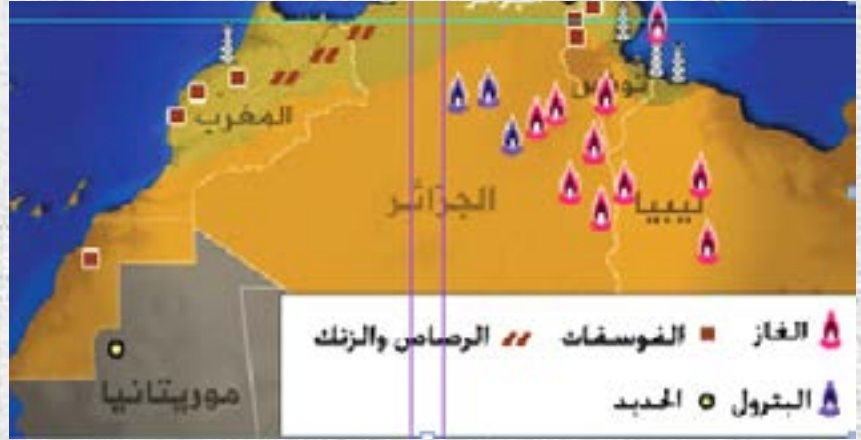 تونس
المغرب
الجزائر
ليبيا
الغاز
الفوسفات
الرصاص والزنك
موريتانيا
البترول
الحديد